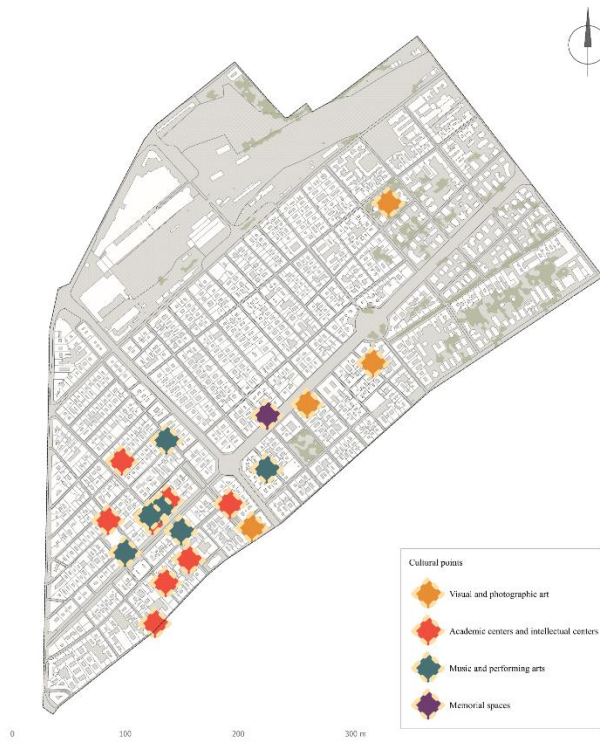 Cultural points
Visual and photographic art
Academic centers and intellectual centers
Music and performing arts
Memorial spaces
0 100 200 300 m